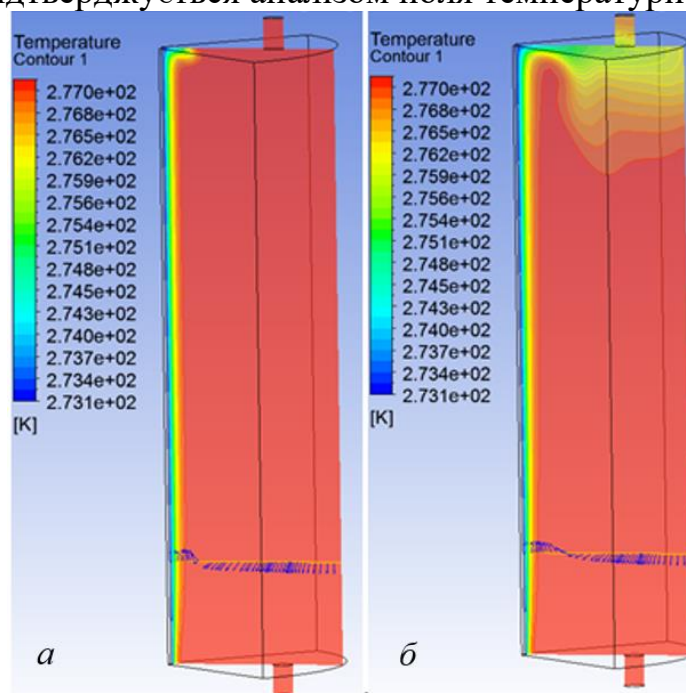 дтверджується аналізом поля температури
Temperature
Contour 1
2.770e+02
2.768e+02
2.765e+02
2.762e+02
2.759e+02
2.756e+02
2.754e+02
2.751e+02
2.748e+02
2.745e+02
2.743e+02
2.740e+02
2.737e+02
2.734e+02
2.731e+02
[K]
а
Temperature
Contour 1
2.770e+02
2.768e+02
2.765e+02
2.762e+02
2.759e+02
2.756e+02
2.754e+02
2.751e+02
2.748e+02
2.745e+02
2.743e+02
2.740e+02
2.737e+02
2.734e+02
2.731e+02
[K]
б